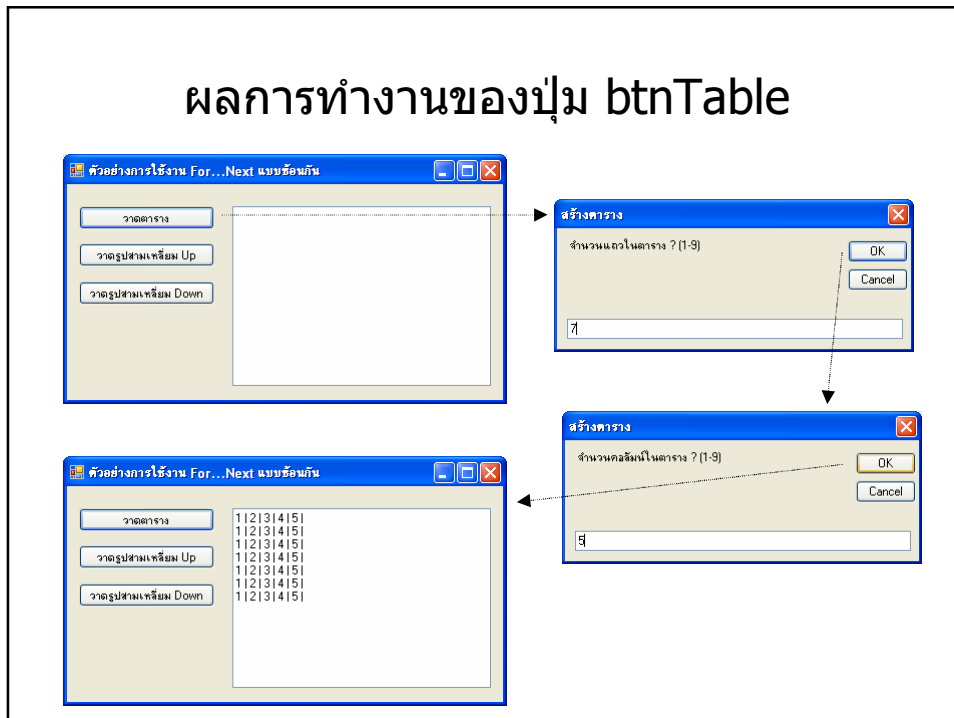 ผลการทำงานของปุ่ม btnTable
ตัวอย่างการใช้งาน For...Next แบบซ้อนกัน
วาดตาราง
วาดรูปสามเหลี่ยม Up
วาดรูปสามเหลี่ยม Down
สร้างตาราง
จำนวนแถวในตาราง ? (1-9)
OK
Cancel
7
สร้างตาราง
จำนวนคอลัมน์ในตาราง ? (1-9)
OK
Cancel
5
ตัวอย่างการใช้งาน For...Next แบบซ้อนกัน
วาดตาราง
วาดรูปสามเหลี่ยม Up
วาดรูปสามเหลี่ยม Down
1|2|3|4|5|
1|2|3|4|5|
1|2|3|4|5|
1|2|3|4|5|
1|2|3|4|5|
1|2|3|4|5|
1|2|3|4|5|